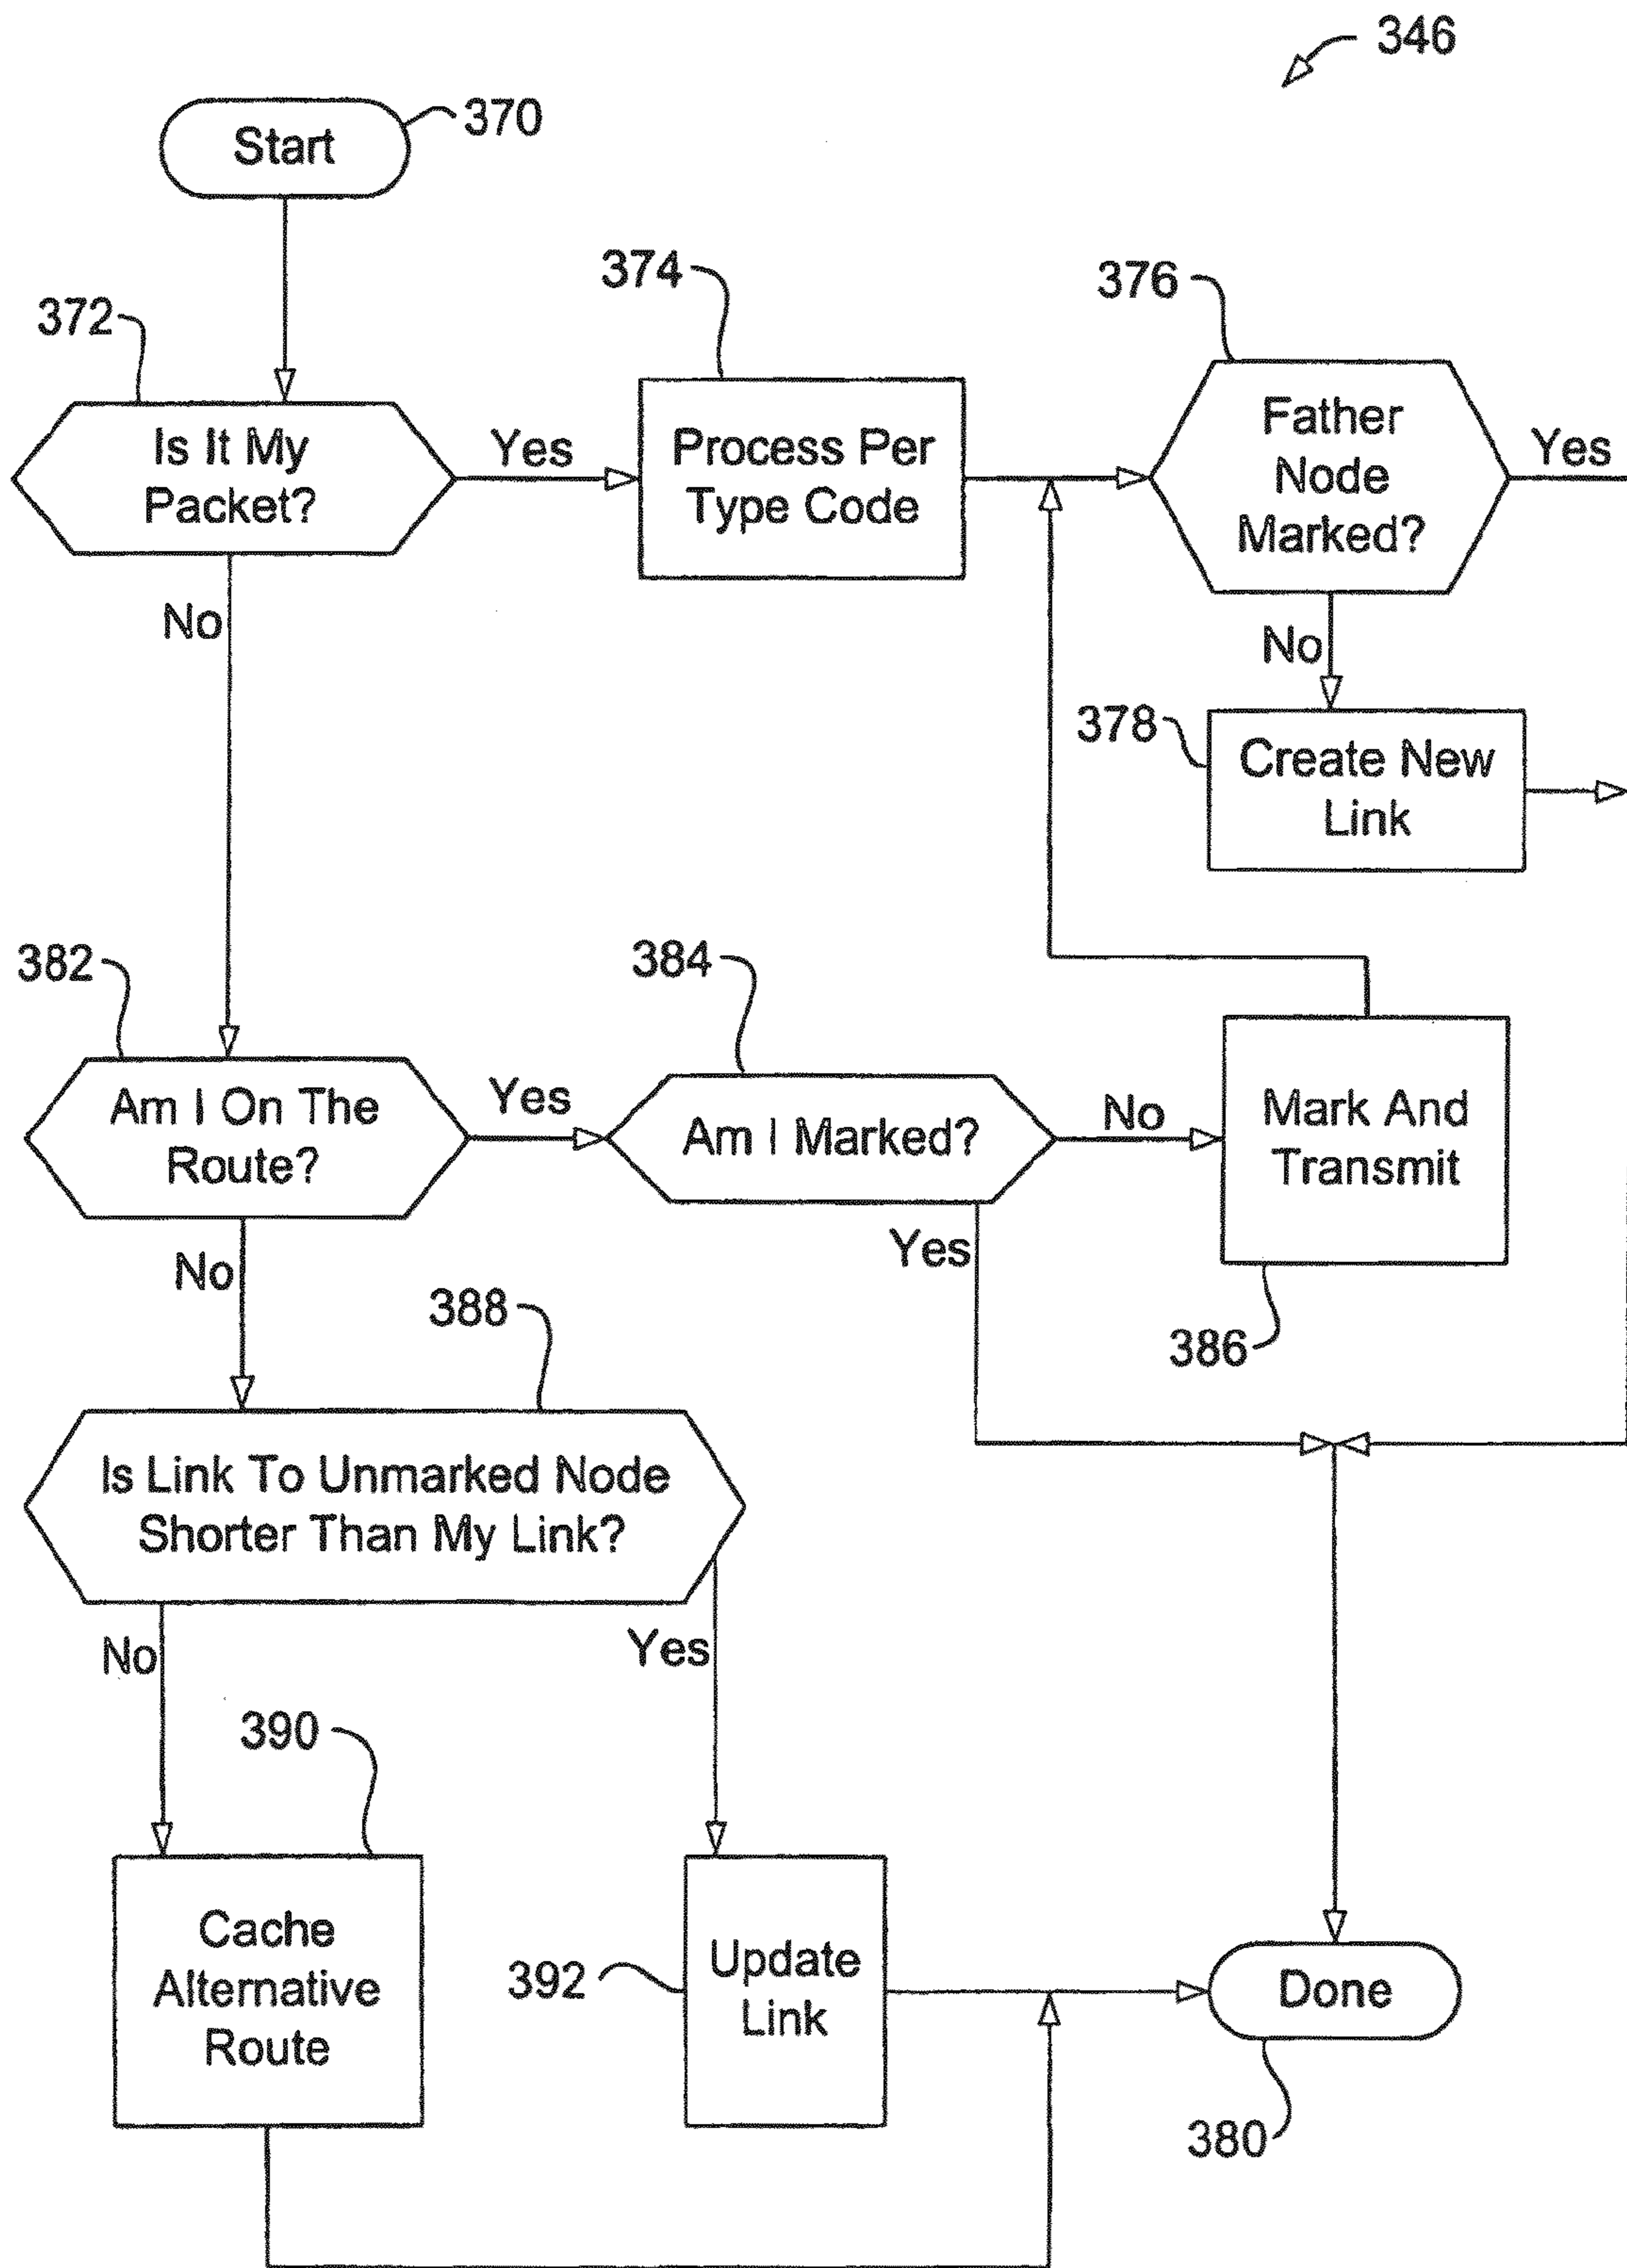 346
Start
370
372
374
376
Is It My
Packet?
Yes
Process Per
Type Code
Father
Node
Marked?
Yes
No
No
378
Create New
Link
382
384
Am I On The
Route?
Yes
Am I Marked?
No
Mark And
Transmit
Yes
No
386
388
Is Link To Unmarked Node
Shorter Than My Link?
No
Yes
390
Cache
Alternative
Route
392
Update
Link
Done
380